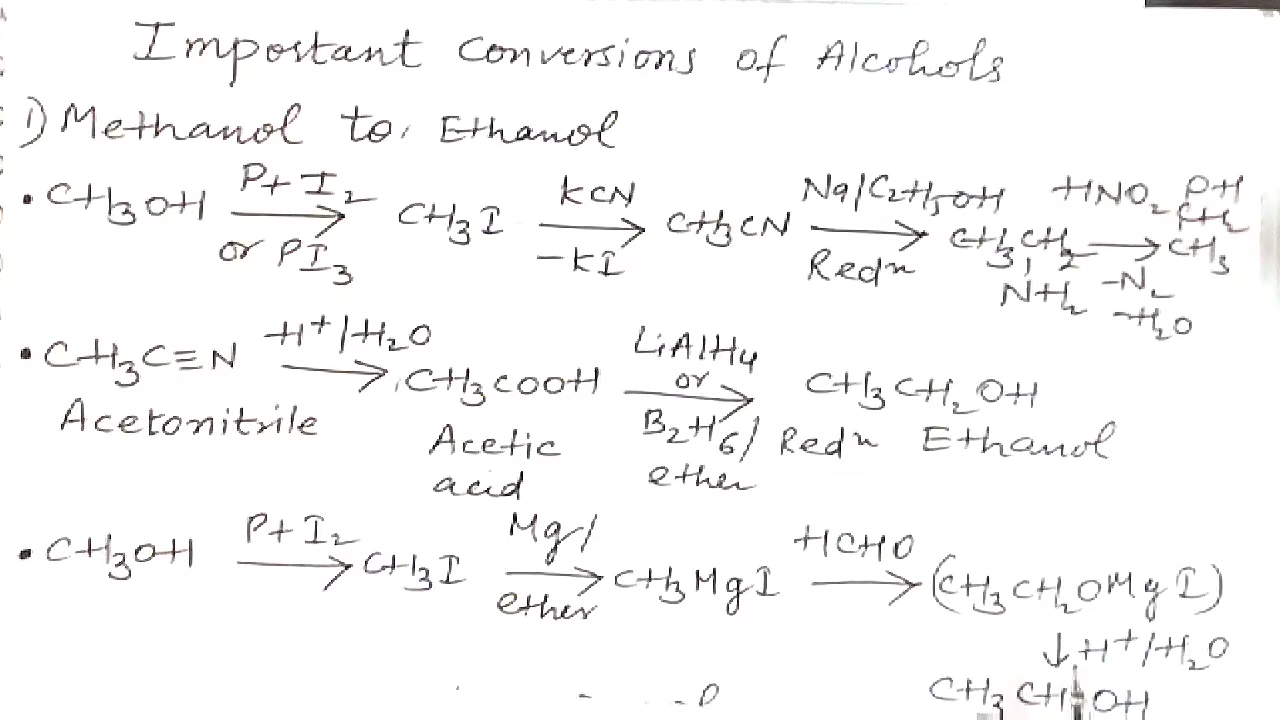 Important Conversions of Alcohols
1) Methanol to Ethanol
• CH3OH P+I2 or PI3 → CH3I KCN -KI → CH3CN Na/C2H5OH Redn → CH3CH2NH2 HNO2 -N2 -H2O → CH3CH2OH
• CH3C≡N H+/H2O → CH3COOH LiAlH4 or B2H6/ether Redn → CH3CH2OH
Acetonitrile Acetic acid Ethanol
• CH3OH P+I2 → CH3I Mg/ether → CH3MgI HCHO → (CH3CH2OMgI)
↓ H+/H2O
CH3 CH OH